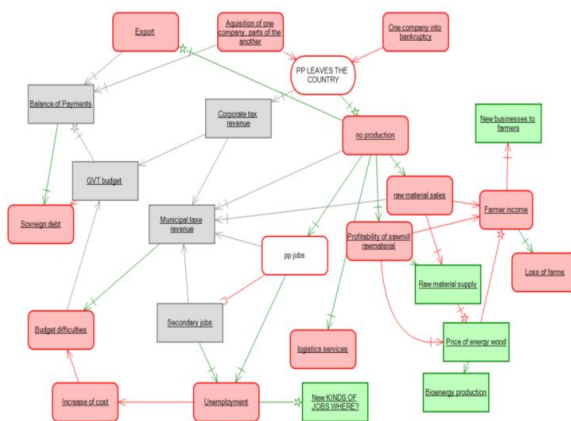 Export
Aquisition of one
company, parts of the
another
One company into
bankruptcy
PP LEAVES THE
COUNTRY
Balance of Payments
Corporate tax
revenue
New businesses to
farmers
no production
GVT budget
raw material sales
Farmer income
Sovreign debt
Municipal taxe
revenue
Profitability of sawmill
rawmaterial
pp jobs
Loss of farms
Raw material supply
Budget difficulties
Secondary jobs
Price of energy wood
logistics services
Increase of cost
Unemployment
New KINDS OF
JOBS WHERE?
Bioenergy production